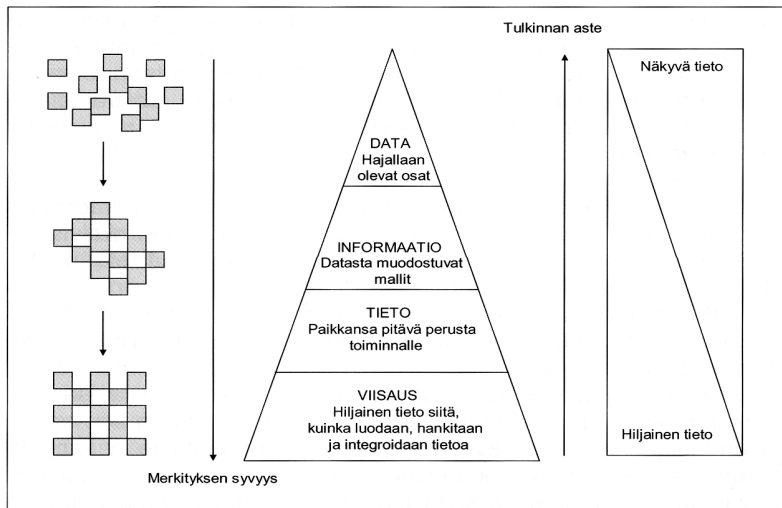 Tulkinnan aste
Näkyvä tieto
DATA
Hajallaan
olevat osat
INFORMAATIO
Datasta muodostuvat
mallit
TIETO
Paikkansa pitävä perusta
toiminnalle
VIISAUS
Hiljainen tieto siitä,
kuinka luodaan, hankitaan
ja integroidaan tietoa
Hiljainen tieto
Merkityksen syvyys